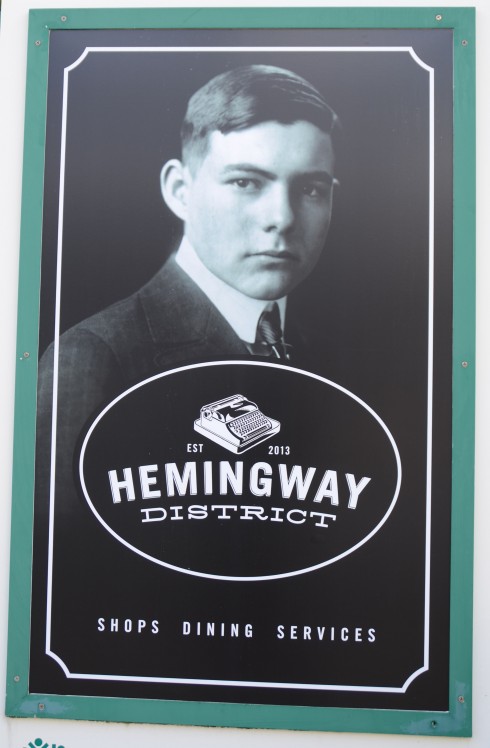 EST 2013
HEMINGWAY
DISTRICT
SHOPS DINING SERVICES